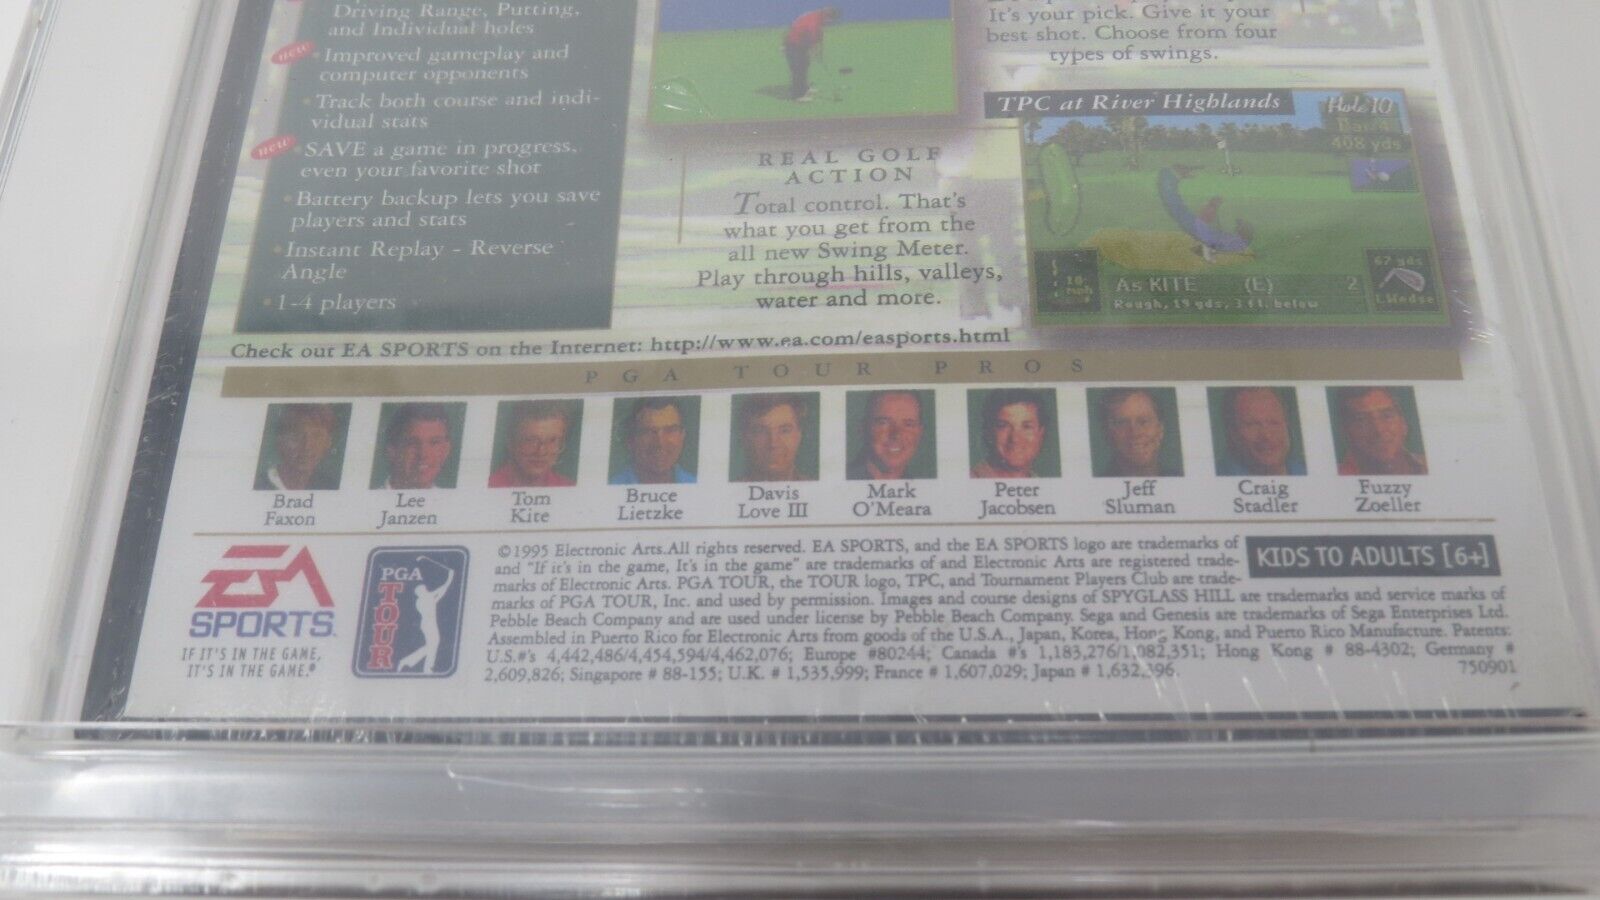 Driving Range, Putting,
and Individual holes
new
• Improved gameplay and
computer opponents
• Track both course and indi-
vidual stats
new
• SAVE a game in progress,
even your favorite shot
• Battery backup lets you save
players and stats
• Instant Replay - Reverse
Angle
• 1-4 players
REAL GOLF
ACTION
Total control. That's
what you get from the
all new Swing Meter.
Play through hills, valleys,
water and more.
It's your pick. Give it your
best shot. Choose from four
types of swings.
TPC at River Highlands
Hole 10
Par 4
408 yds
10
mph
As KITE (E) 2
Rough, 19 yds, 3 ft. below
67 yds
L.Wedge
Check out EA SPORTS on the Internet: http://www.ea.com/easports.html
PGA TOUR PROS
Brad
Faxon
Lee
Janzen
Tom
Kite
Bruce
Lietzke
Davis
Love III
Mark
O'Meara
Peter
Jacobsen
Jeff
Sluman
Craig
Stadler
Fuzzy
Zoeller
EA
SPORTS™
IF IT'S IN THE GAME,
IT'S IN THE GAME.®
PGA
TOUR
©1995 Electronic Arts.All rights reserved. EA SPORTS, and the EA SPORTS logo are trademarks of
and "If it's in the game, It's in the game" are trademarks of and Electronic Arts are registered trade-
marks of Electronic Arts. PGA TOUR, the TOUR logo, TPC, and Tournament Players Club are trade-
marks of PGA TOUR, Inc. and used by permission. Images and course designs of SPYGLASS HILL are trademarks and service marks of
Pebble Beach Company and are used under license by Pebble Beach Company. Sega and Genesis are trademarks of Sega Enterprises Ltd.
Assembled in Puerto Rico for Electronic Arts from goods of the U.S.A., Japan, Korea, Hong Kong, and Puerto Rico Manufacture. Patents:
U.S.#'s 4,442,486/4,454,594/4,462,076; Europe #80244; Canada #'s 1,183,276/1,082,351; Hong Kong # 88-4302; Germany #
2,609,826; Singapore # 88-155; U.K. # 1,535,999; France # 1,607,029; Japan # 1,632,396.
750901
KIDS TO ADULTS [6+]